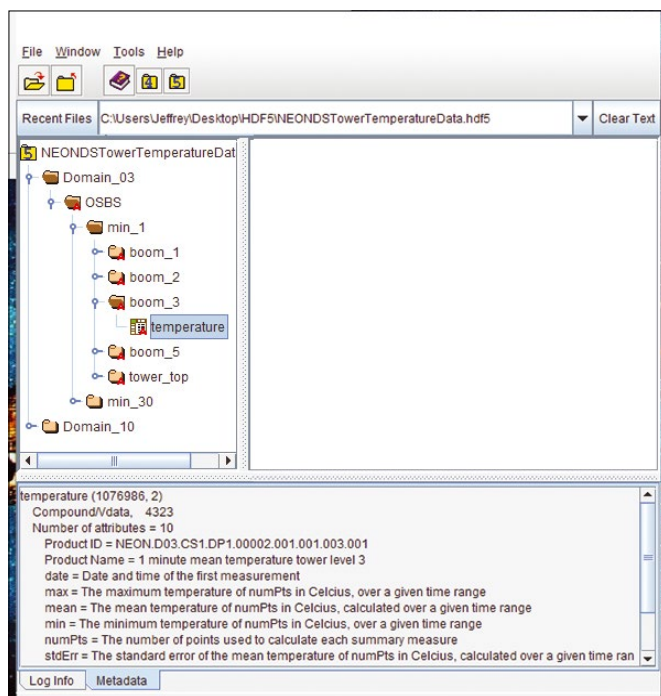 File Window Tools Help
4 5
Recent Files C:\Users\Jeffrey\Desktop\HDF5\NEONDSTowerTemperatureData.hdf5 Clear Text
5 NEONDSTowerTemperatureDat
Domain_03
OSBS
min_1
boom_1
boom_2
boom_3
temperature
boom_5
tower_top
min_30
Domain_10
temperature (1076986, 2)
Compound/Vdata, 4323
Number of attributes = 10
Product ID = NEON.D03.CS1.DP1.00002.001.001.003.001
Product Name = 1 minute mean temperature tower level 3
date = Date and time of the first measurement
max = The maximum temperature of numPts in Celcius, over a given time range
mean = The mean temperature of numPts in Celcius, calculated over a given time range
min = The minimum temperature of numPts in Celcius, over a given time range
numPts = The number of points used to calculate each summary measure
stdErr = The standard error of the mean temperature of numPts in Celcius, calculated over a given time ran
Log Info Metadata